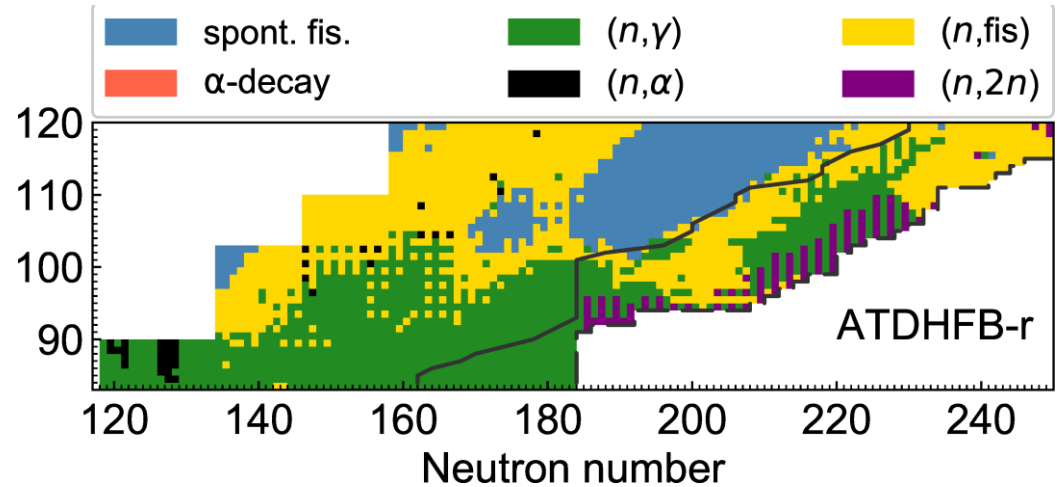 spont. fis. (n,γ) (n,fis)
α-decay (n,α) (n,2n)
120
110
100
90
ATDHFB-r
120 140 160 180 200 220 240
Neutron number